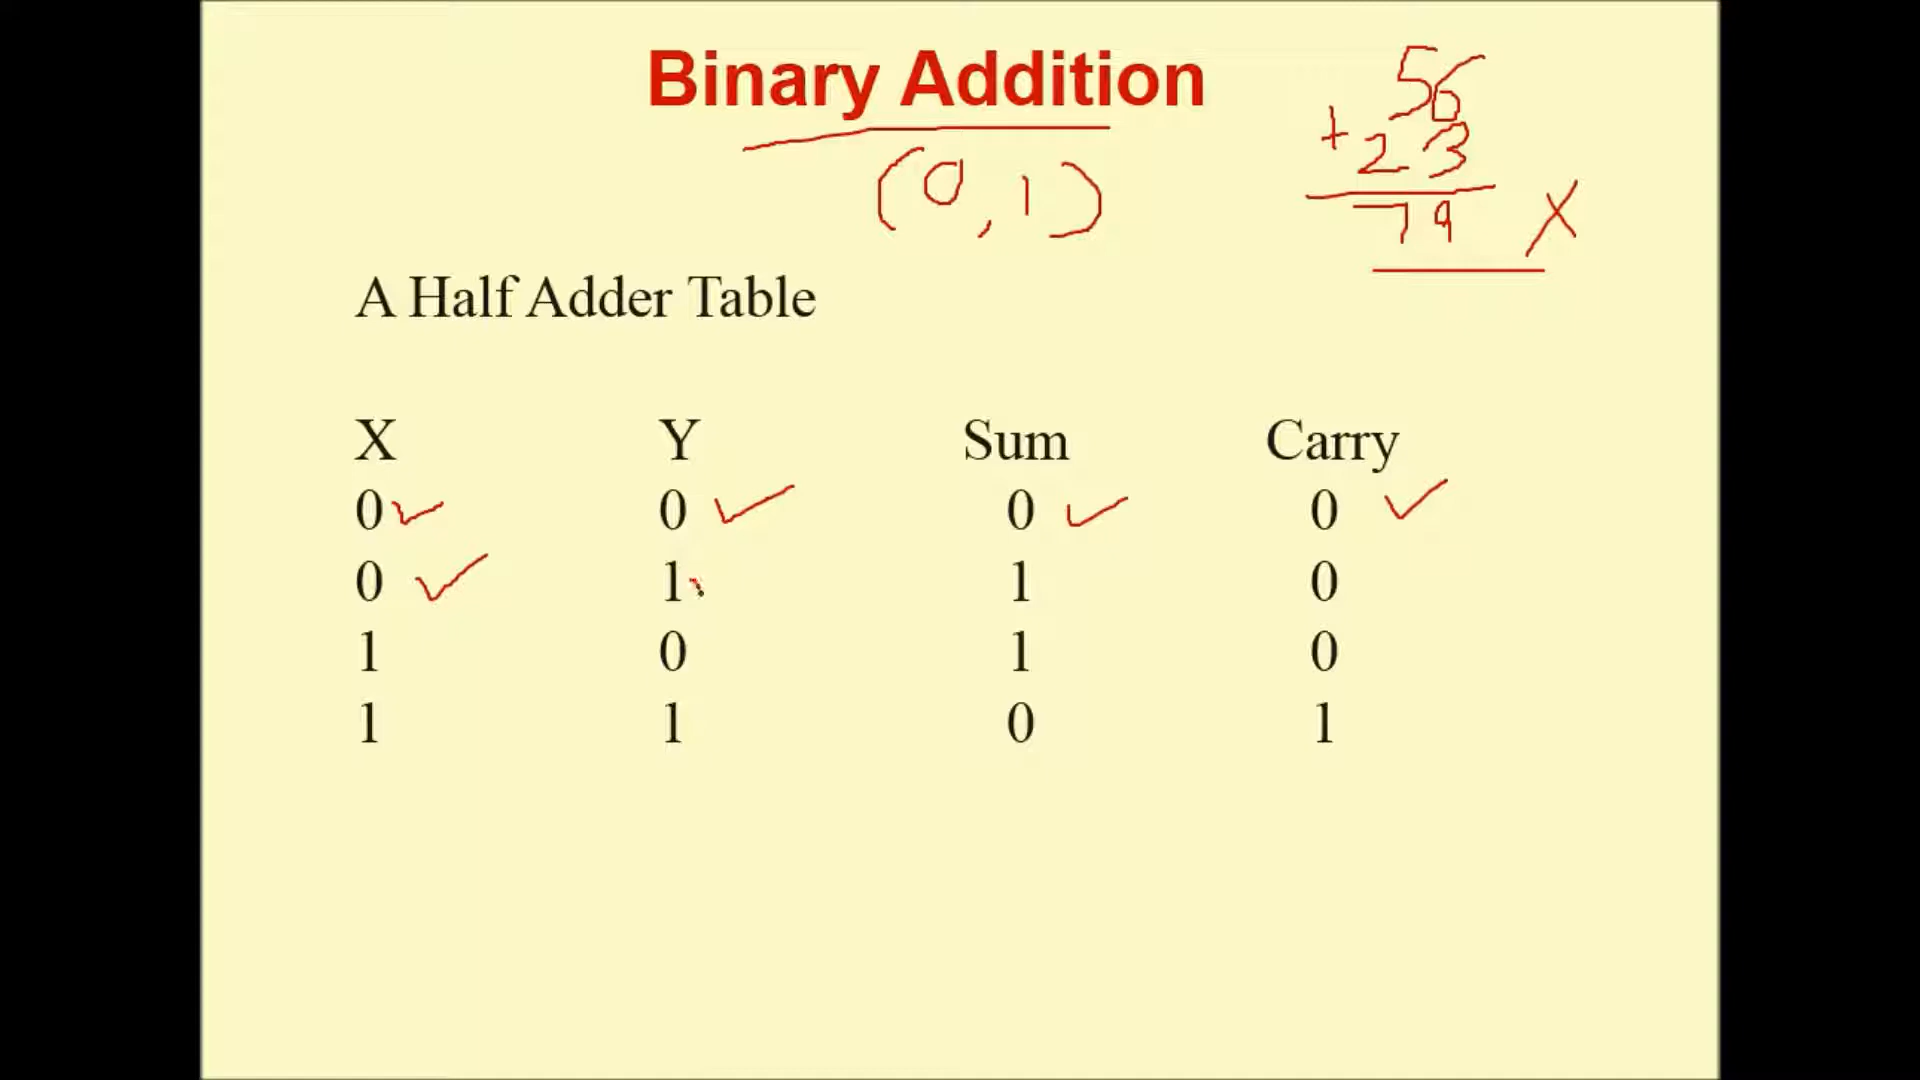 Binary Addition
56
+ 23
(0, 1)
79 X
A Half Adder Table
X Y Sum Carry
0 0 0 0
0 1 1 0
1 0 1 0
1 1 0 1